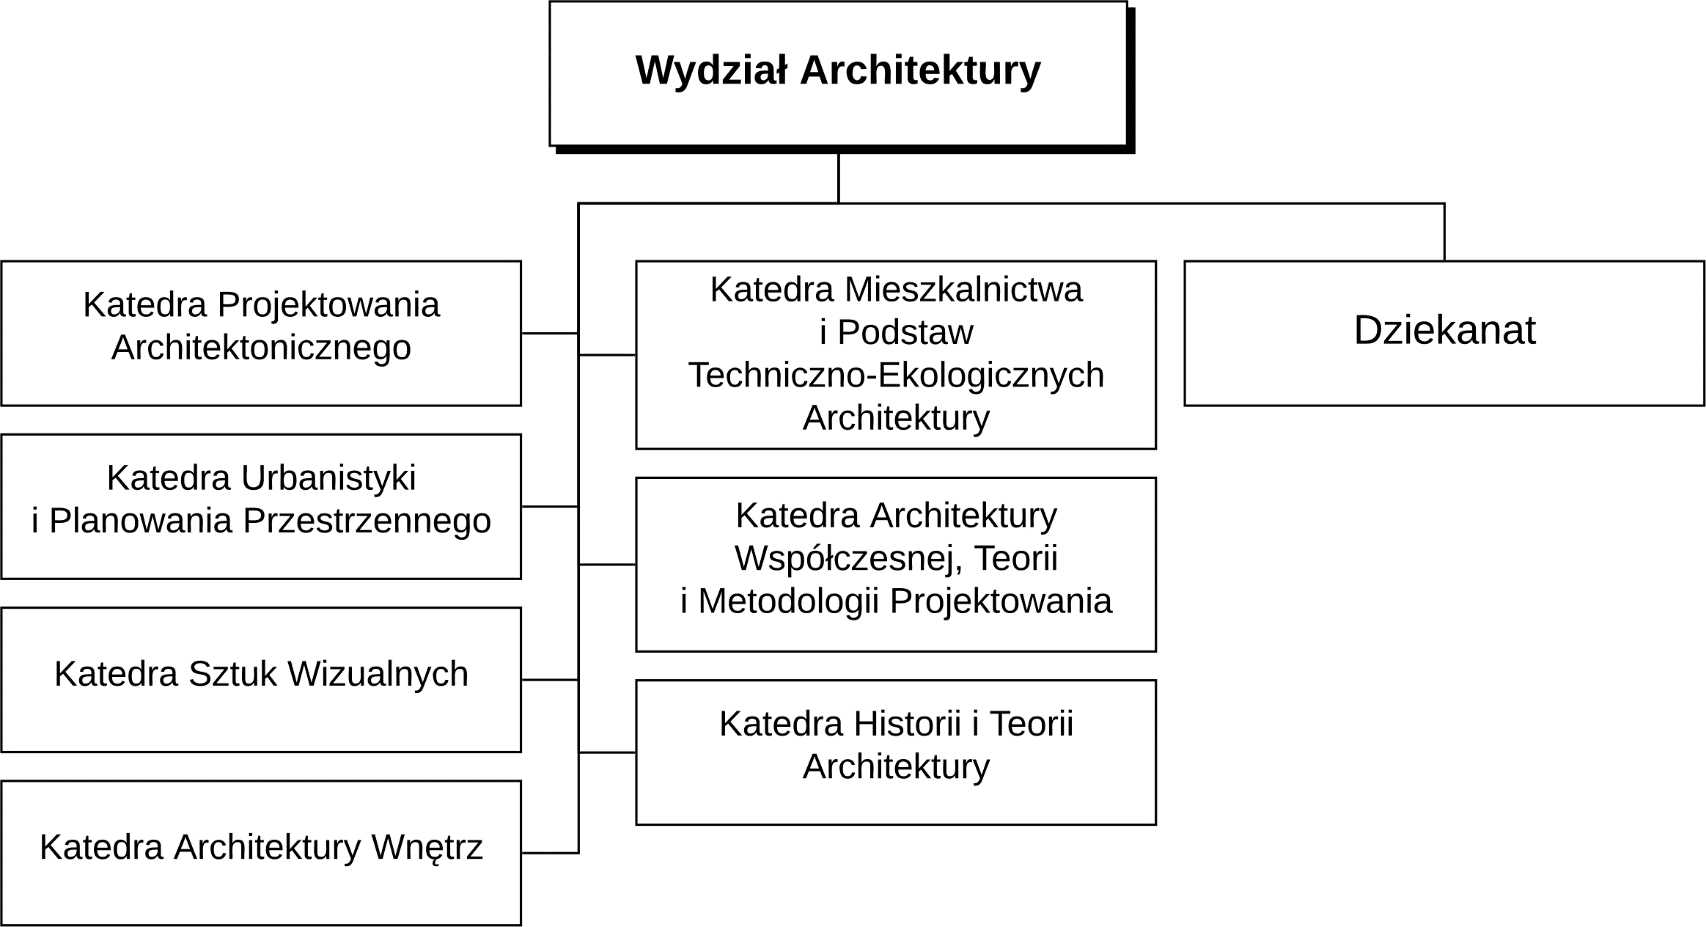 Wydział Architektury
Katedra Projektowania
Architektonicznego
Katedra Urbanistyki
i Planowania Przestrzennego
Katedra Sztuk Wizualnych
Katedra Architektury Wnętrz
Katedra Mieszkalnictwa
i Podstaw
Techniczno-Ekologicznych
Architektury
Katedra Architektury
Współczesnej, Teorii
i Metodologii Projektowania
Katedra Historii i Teorii
Architektury
Dziekanat